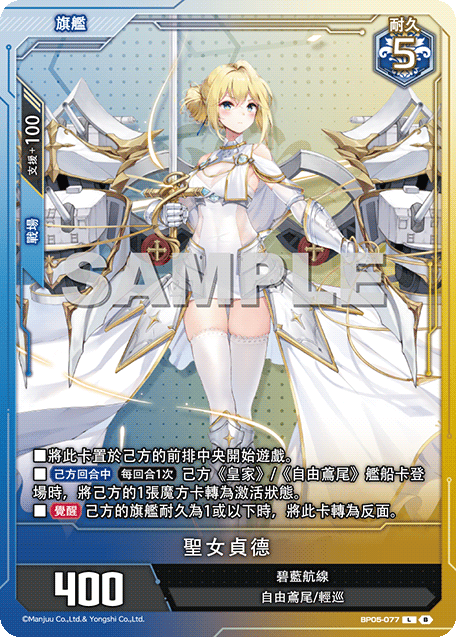 旗艦
耐久
5
支援+100
戰場
SAMPLE
■將此卡置於己方的前排中央開始遊戲。
■己方回合中 每回合1次 己方《皇家》/《自由鳶尾》艦船卡登
場時，將己方的1張魔方卡轉為激活狀態。
■覺醒 己方的旗艦耐久為1或以下時，將此卡轉為反面。
聖女貞德
400
碧藍航線
自由鳶尾/輕巡
©Manjuu Co.,Ltd.& Yongshi Co.,Ltd.
BP05-077 L B